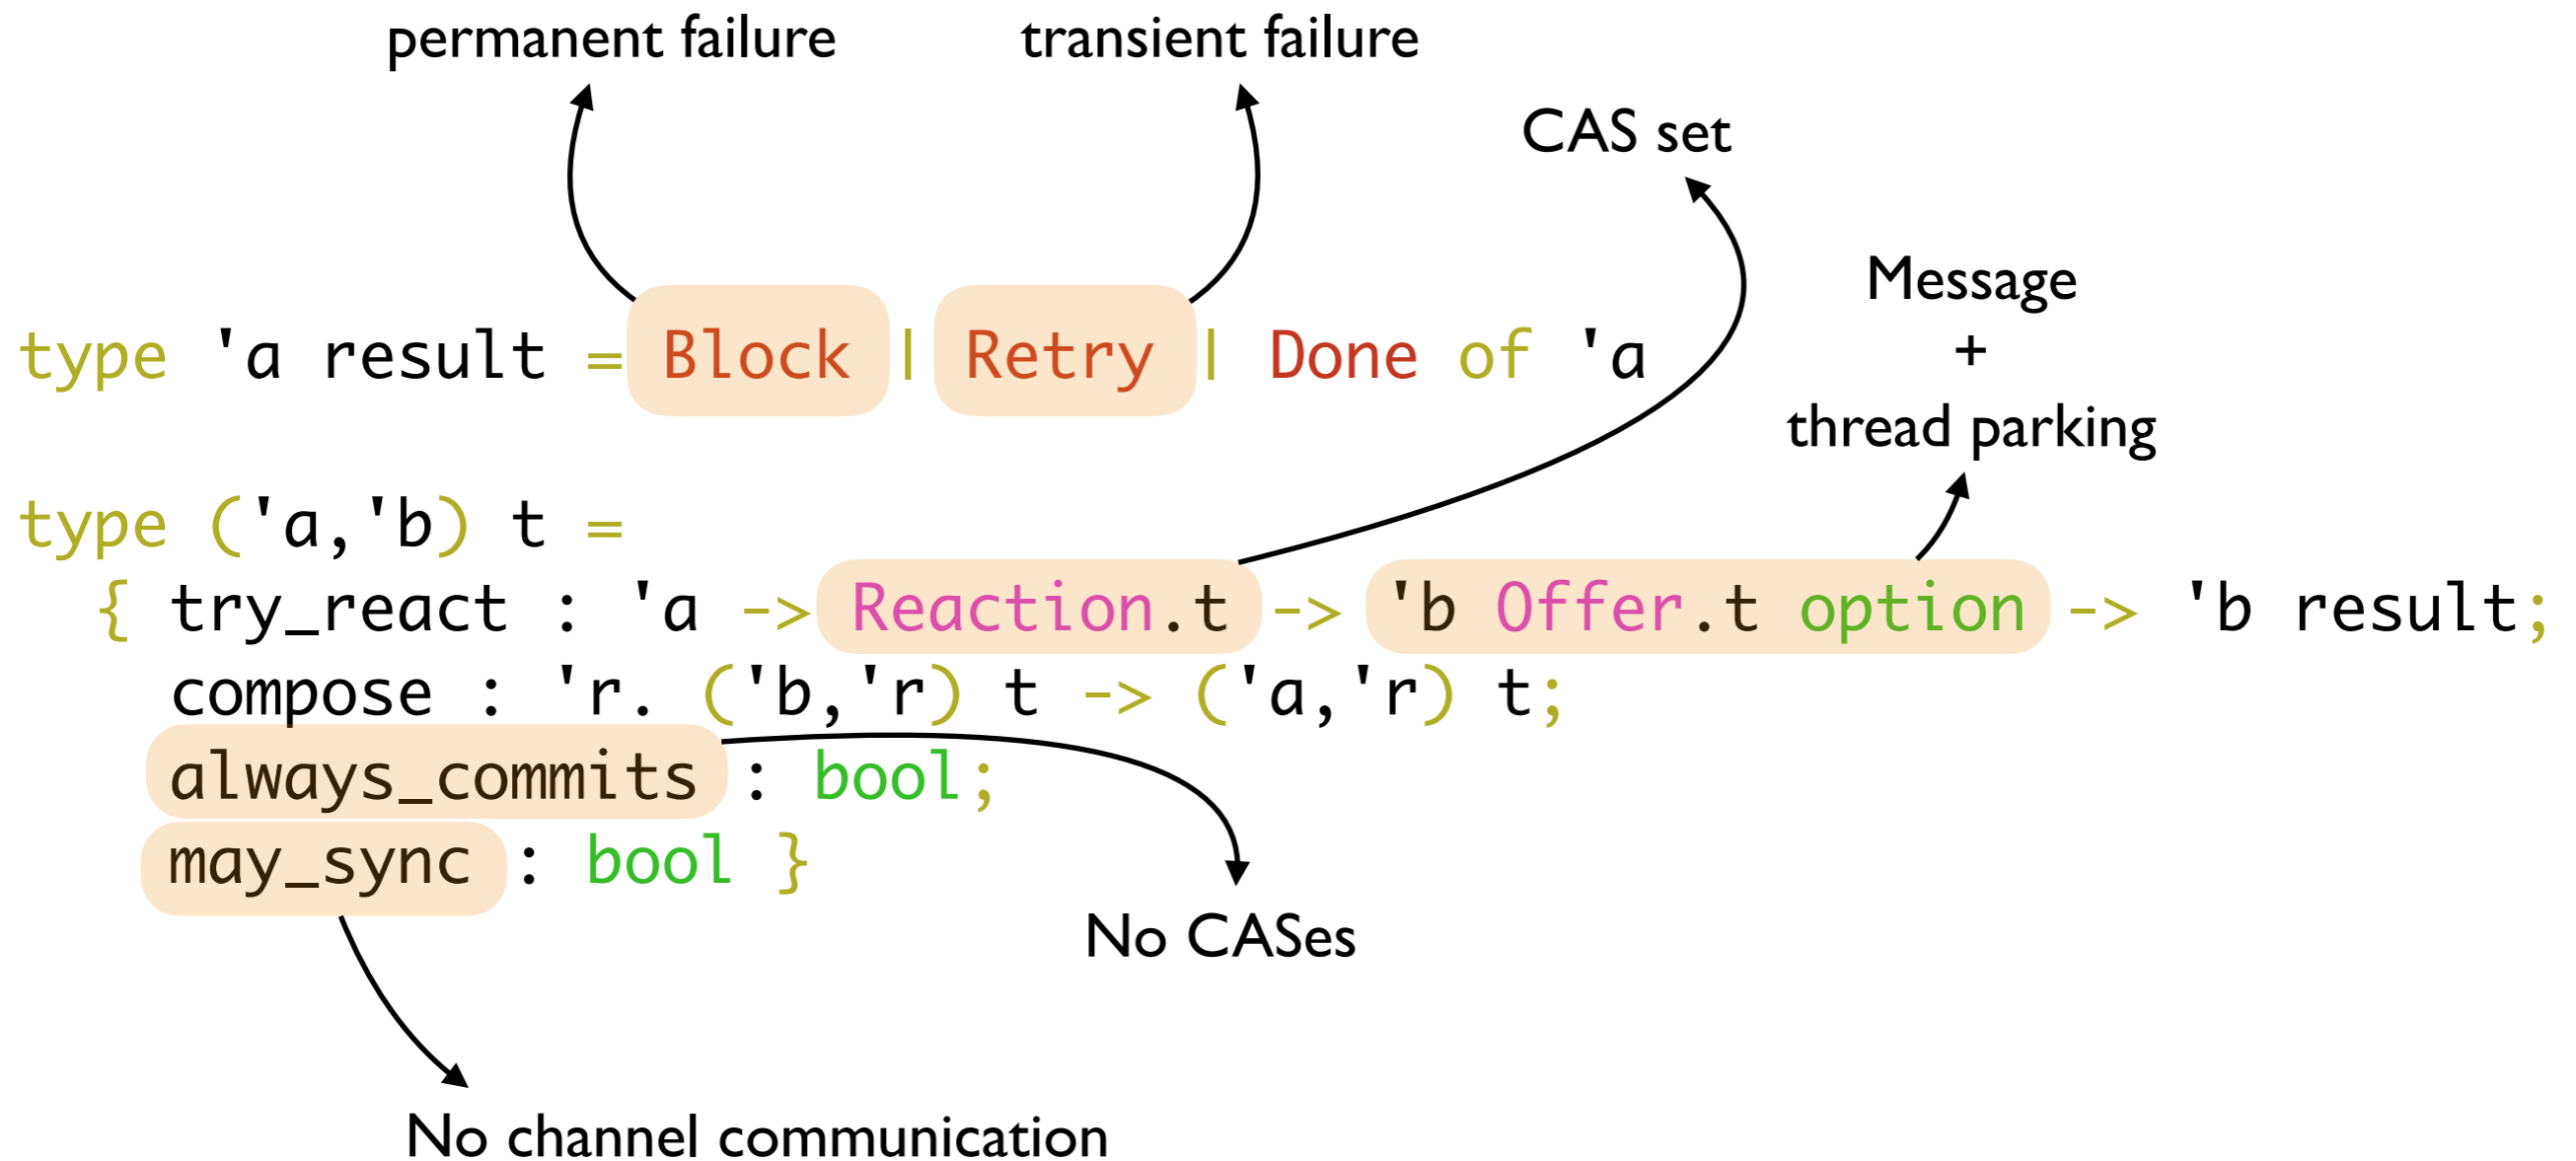 permanent failure
transient failure
CAS set
Message
+
thread parking
type 'a result = Block | Retry | Done of 'a
type ('a,'b) t =
{ try_react : 'a -> Reaction.t -> 'b Offer.t option -> 'b result;
compose : 'r. ('b,'r) t -> ('a,'r) t;
always_commits : bool;
may_sync : bool }
No CASes
No channel communication